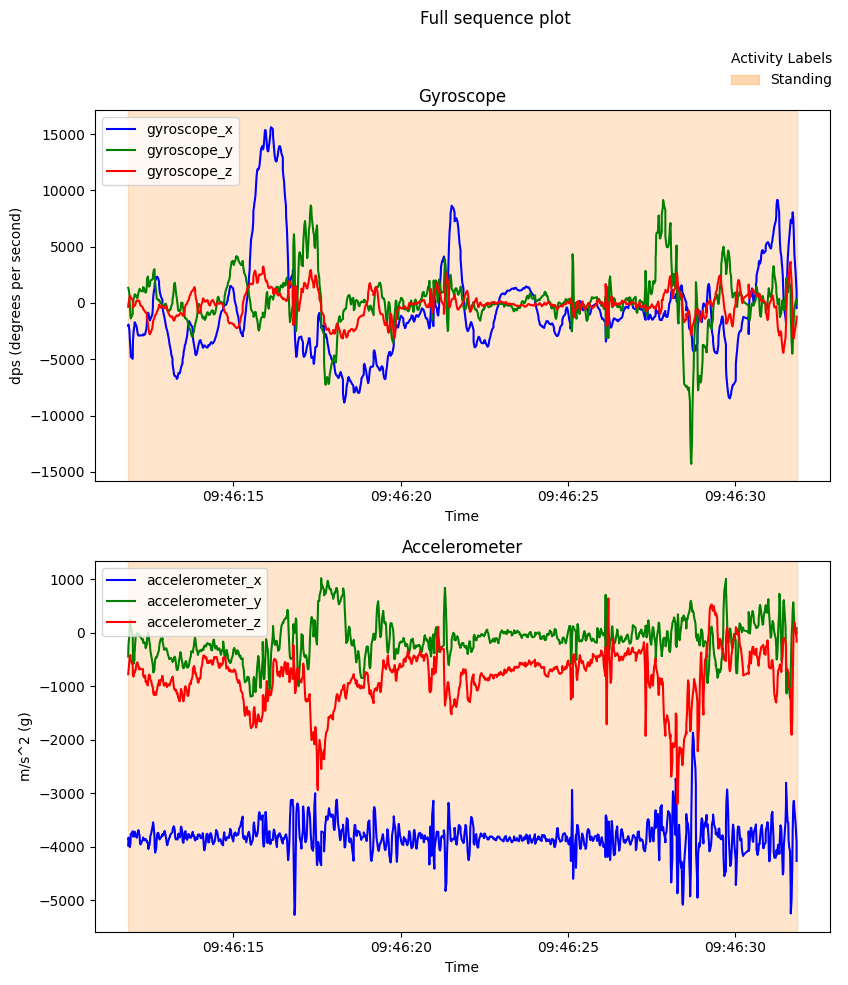 Full sequence plot
Activity Labels
Standing
Gyroscope
gyroscope_x
gyroscope_y
gyroscope_z
15000
10000
5000
0
−5000
−10000
−15000
dps (degrees per second)
09:46:15 09:46:20 09:46:25 09:46:30
Time
Accelerometer
accelerometer_x
accelerometer_y
accelerometer_z
1000
0
−1000
−2000
−3000
−4000
−5000
m/s^2 (g)
09:46:15 09:46:20 09:46:25 09:46:30
Time